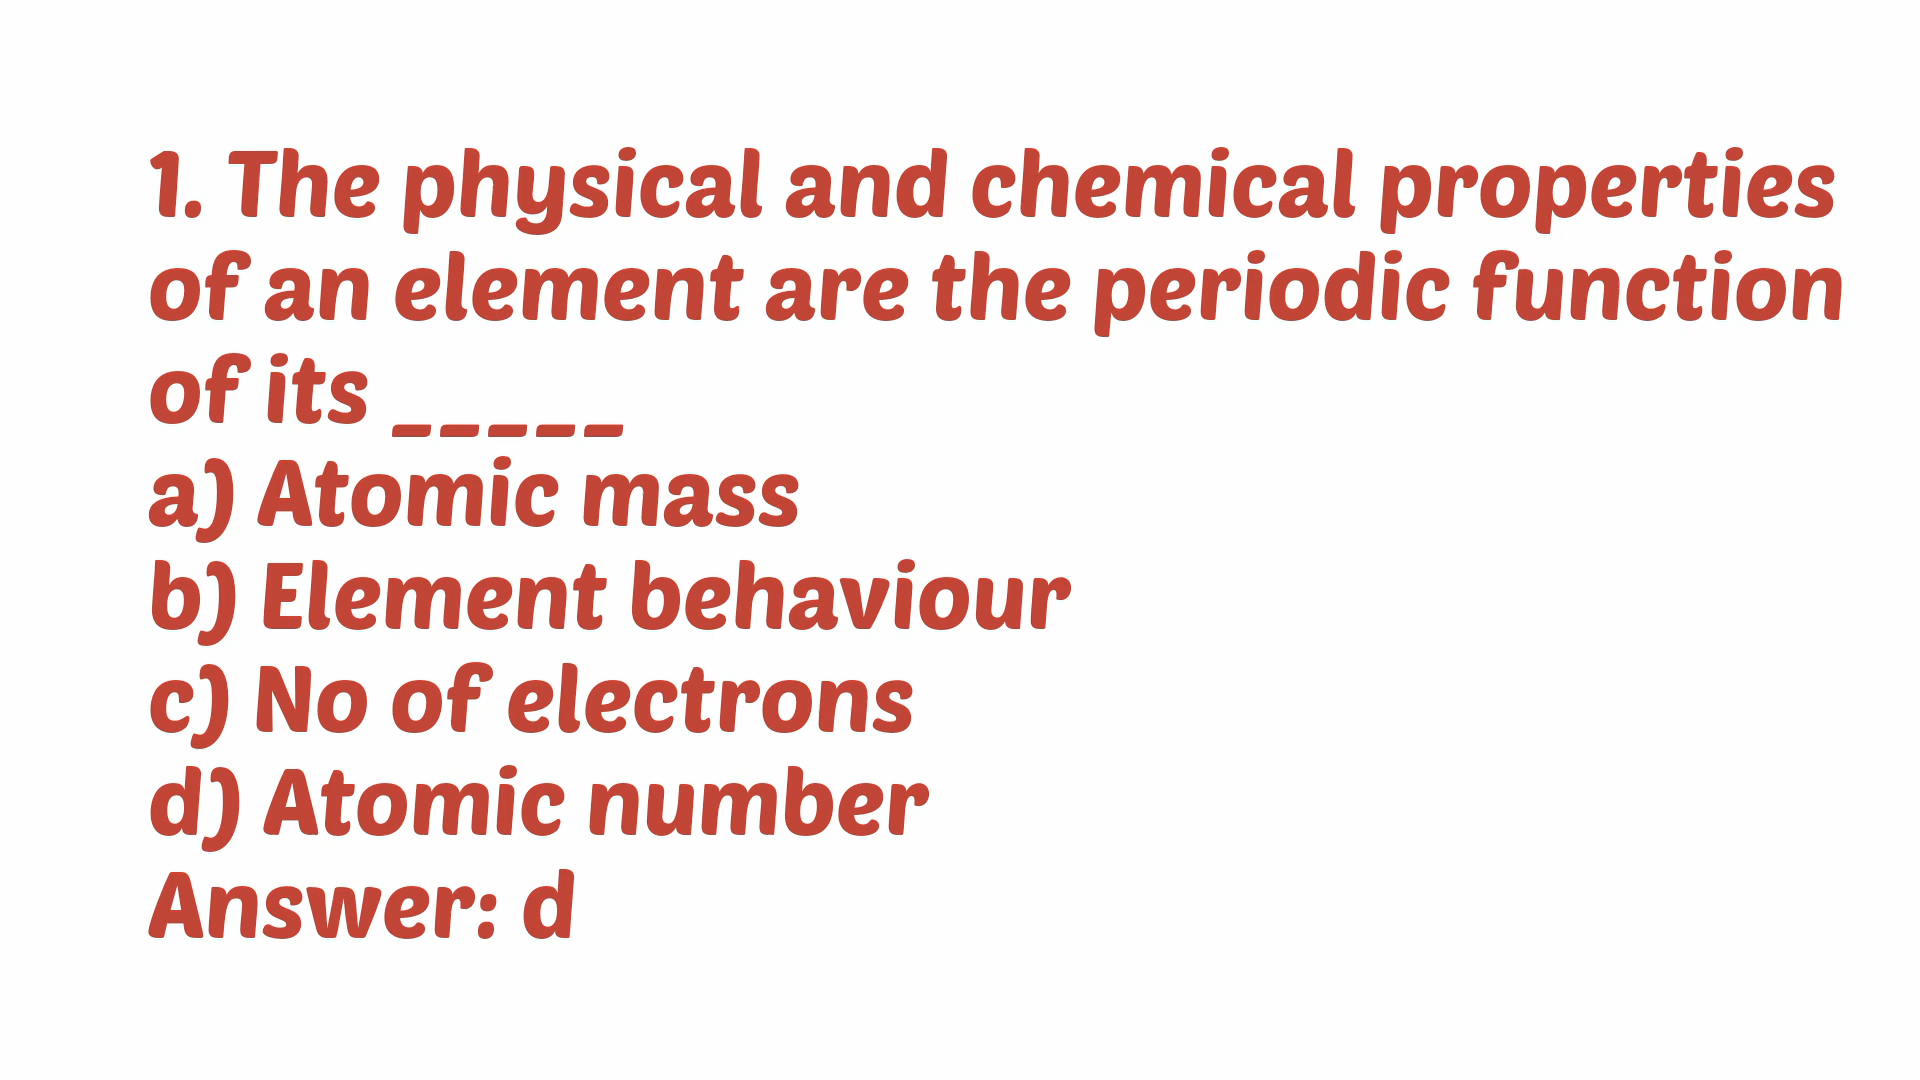 1. The physical and chemical properties
of an element are the periodic function
of its _____
a) Atomic mass
b) Element behaviour
c) No of electrons
d) Atomic number
Answer: d